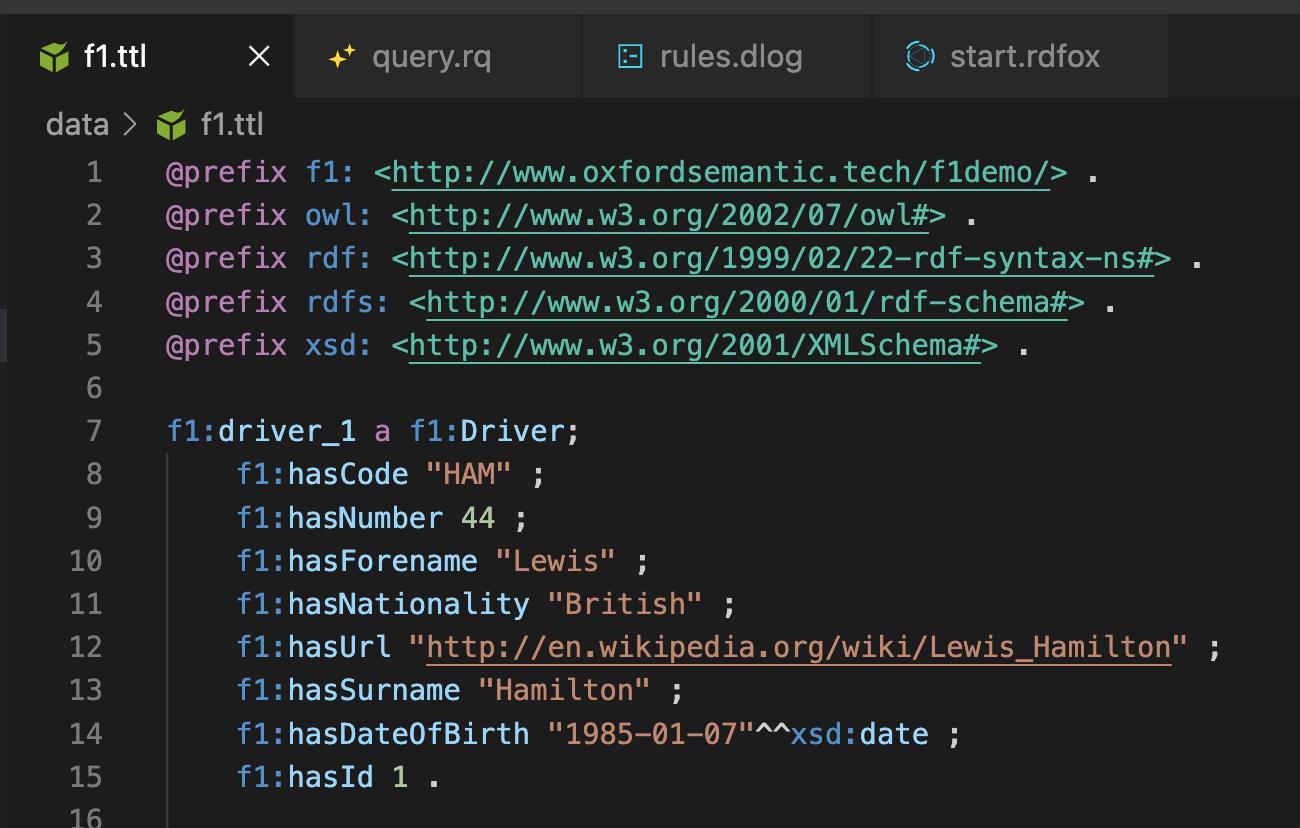 f1.ttl × query.rq rules.dlog start.rdfox
data > f1.ttl
1 @prefix f1: <http://www.oxfordsemantic.tech/f1demo/> .
2 @prefix owl: <http://www.w3.org/2002/07/owl#> .
3 @prefix rdf: <http://www.w3.org/1999/02/22-rdf-syntax-ns#> .
4 @prefix rdfs: <http://www.w3.org/2000/01/rdf-schema#> .
5 @prefix xsd: <http://www.w3.org/2001/XMLSchema#> .
6
7 f1:driver_1 a f1:Driver;
8 f1:hasCode "HAM" ;
9 f1:hasNumber 44 ;
10 f1:hasForename "Lewis" ;
11 f1:hasNationality "British" ;
12 f1:hasUrl "http://en.wikipedia.org/wiki/Lewis_Hamilton" ;
13 f1:hasSurname "Hamilton" ;
14 f1:hasDateOfBirth "1985-01-07"^^xsd:date ;
15 f1:hasId 1 .
16